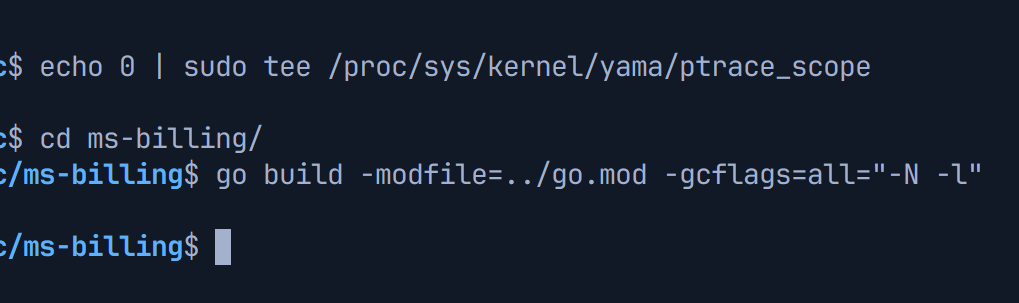 c$ echo 0 | sudo tee /proc/sys/kernel/yama/ptrace_scope
c$ cd ms-billing/
c/ms-billing$ go build -modfile=../go.mod -gcflags=all="-N -l"
c/ms-billing$